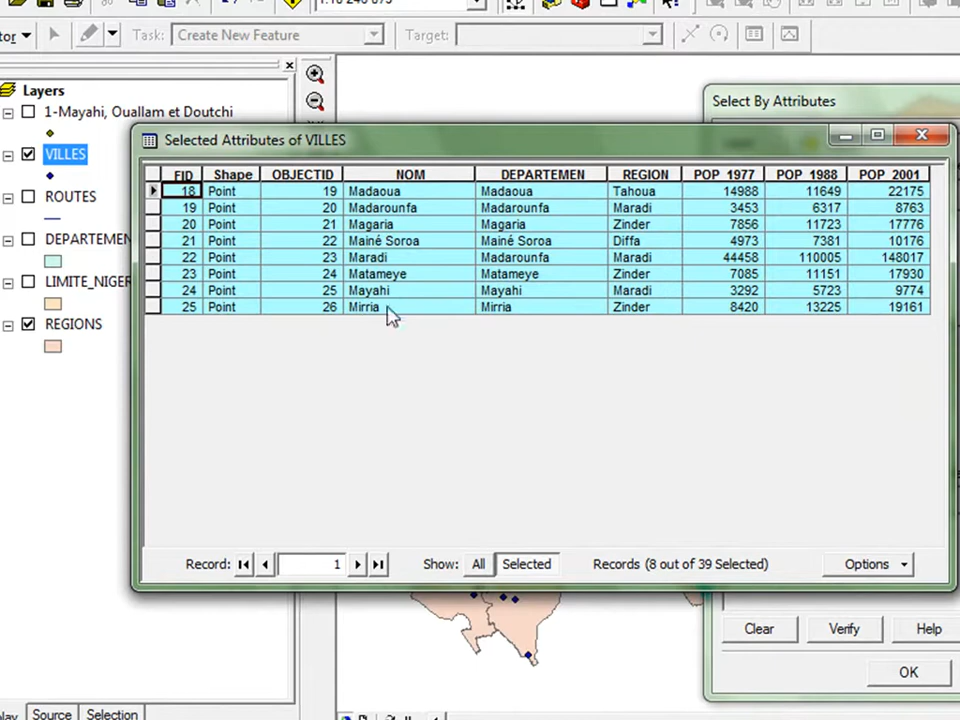 Task: Create New Feature Target:
Layers
1-Mayahi, Ouallam et Doutchi
VILLES
ROUTES
DEPARTEMEN
LIMITE_NIGER
REGIONS
Select By Attributes
Selected Attributes of VILLES
FID Shape OBJECTID NOM DEPARTEMEN REGION POP_1977 POP_1988 POP_2001
18 Point 19 Madaoua Madaoua Tahoua 14988 11649 22175
19 Point 20 Madarounfa Madarounfa Maradi 3453 6317 8763
20 Point 21 Magaria Magaria Zinder 7856 11723 17776
21 Point 22 Mainé Soroa Mainé Soroa Diffa 4973 7381 10176
22 Point 23 Maradi Madarounfa Maradi 44458 110005 148017
23 Point 24 Matameye Matameye Zinder 7085 11151 17930
24 Point 25 Mayahi Mayahi Maradi 3292 5723 9774
25 Point 26 Mirria Mirria Zinder 8420 13225 19161
Record: 1 Show: All Selected Records (8 out of 39 Selected) Options
Clear Verify Help
OK
Source Selection